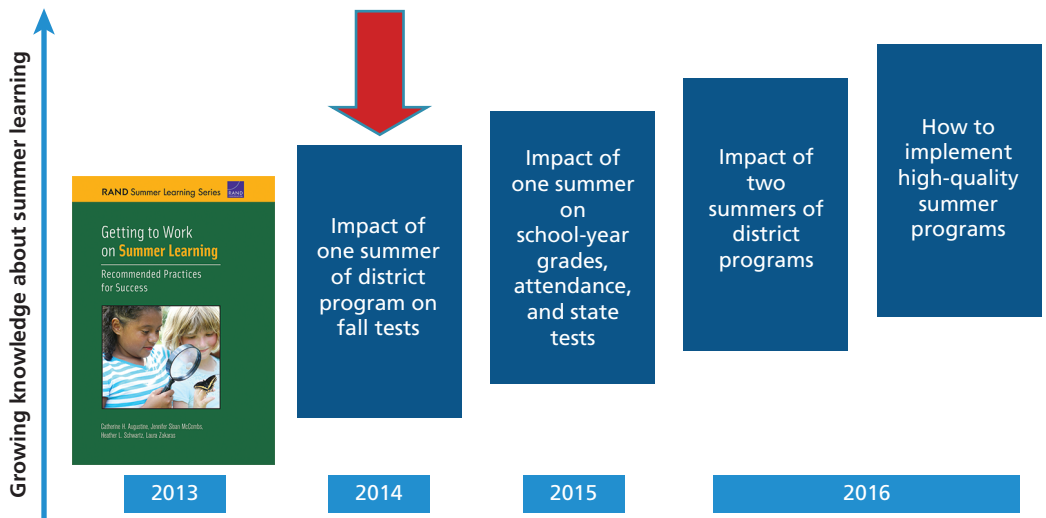 Growing knowledge about summer learning
RAND Summer Learning Series
RAND
Getting to Work
on Summer Learning
Recommended Practices
for Success
Catherine H. Augustine, Jennifer Sloan McCombs,
Heather L. Schwartz, Laura Zakaras
2013
Impact of
one summer
of district
program on
fall tests
2014
Impact of
one summer
on
school-year
grades,
attendance,
and state
tests
2015
Impact of
two
summers of
district
programs
How to
implement
high-quality
summer
programs
2016